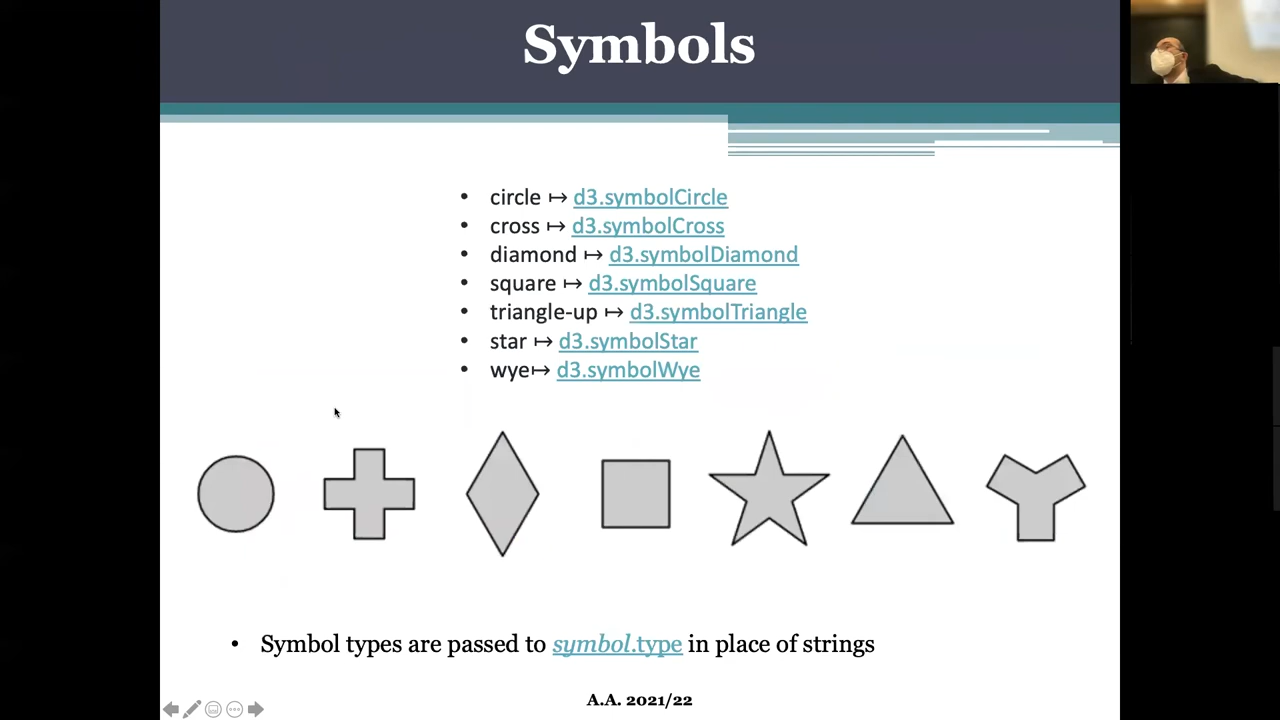 Symbols
• circle ↦ d3.symbolCircle
• cross ↦ d3.symbolCross
• diamond ↦ d3.symbolDiamond
• square ↦ d3.symbolSquare
• triangle-up ↦ d3.symbolTriangle
• star ↦ d3.symbolStar
• wye↦ d3.symbolWye
• Symbol types are passed to symbol.type in place of strings
A.A. 2021/22